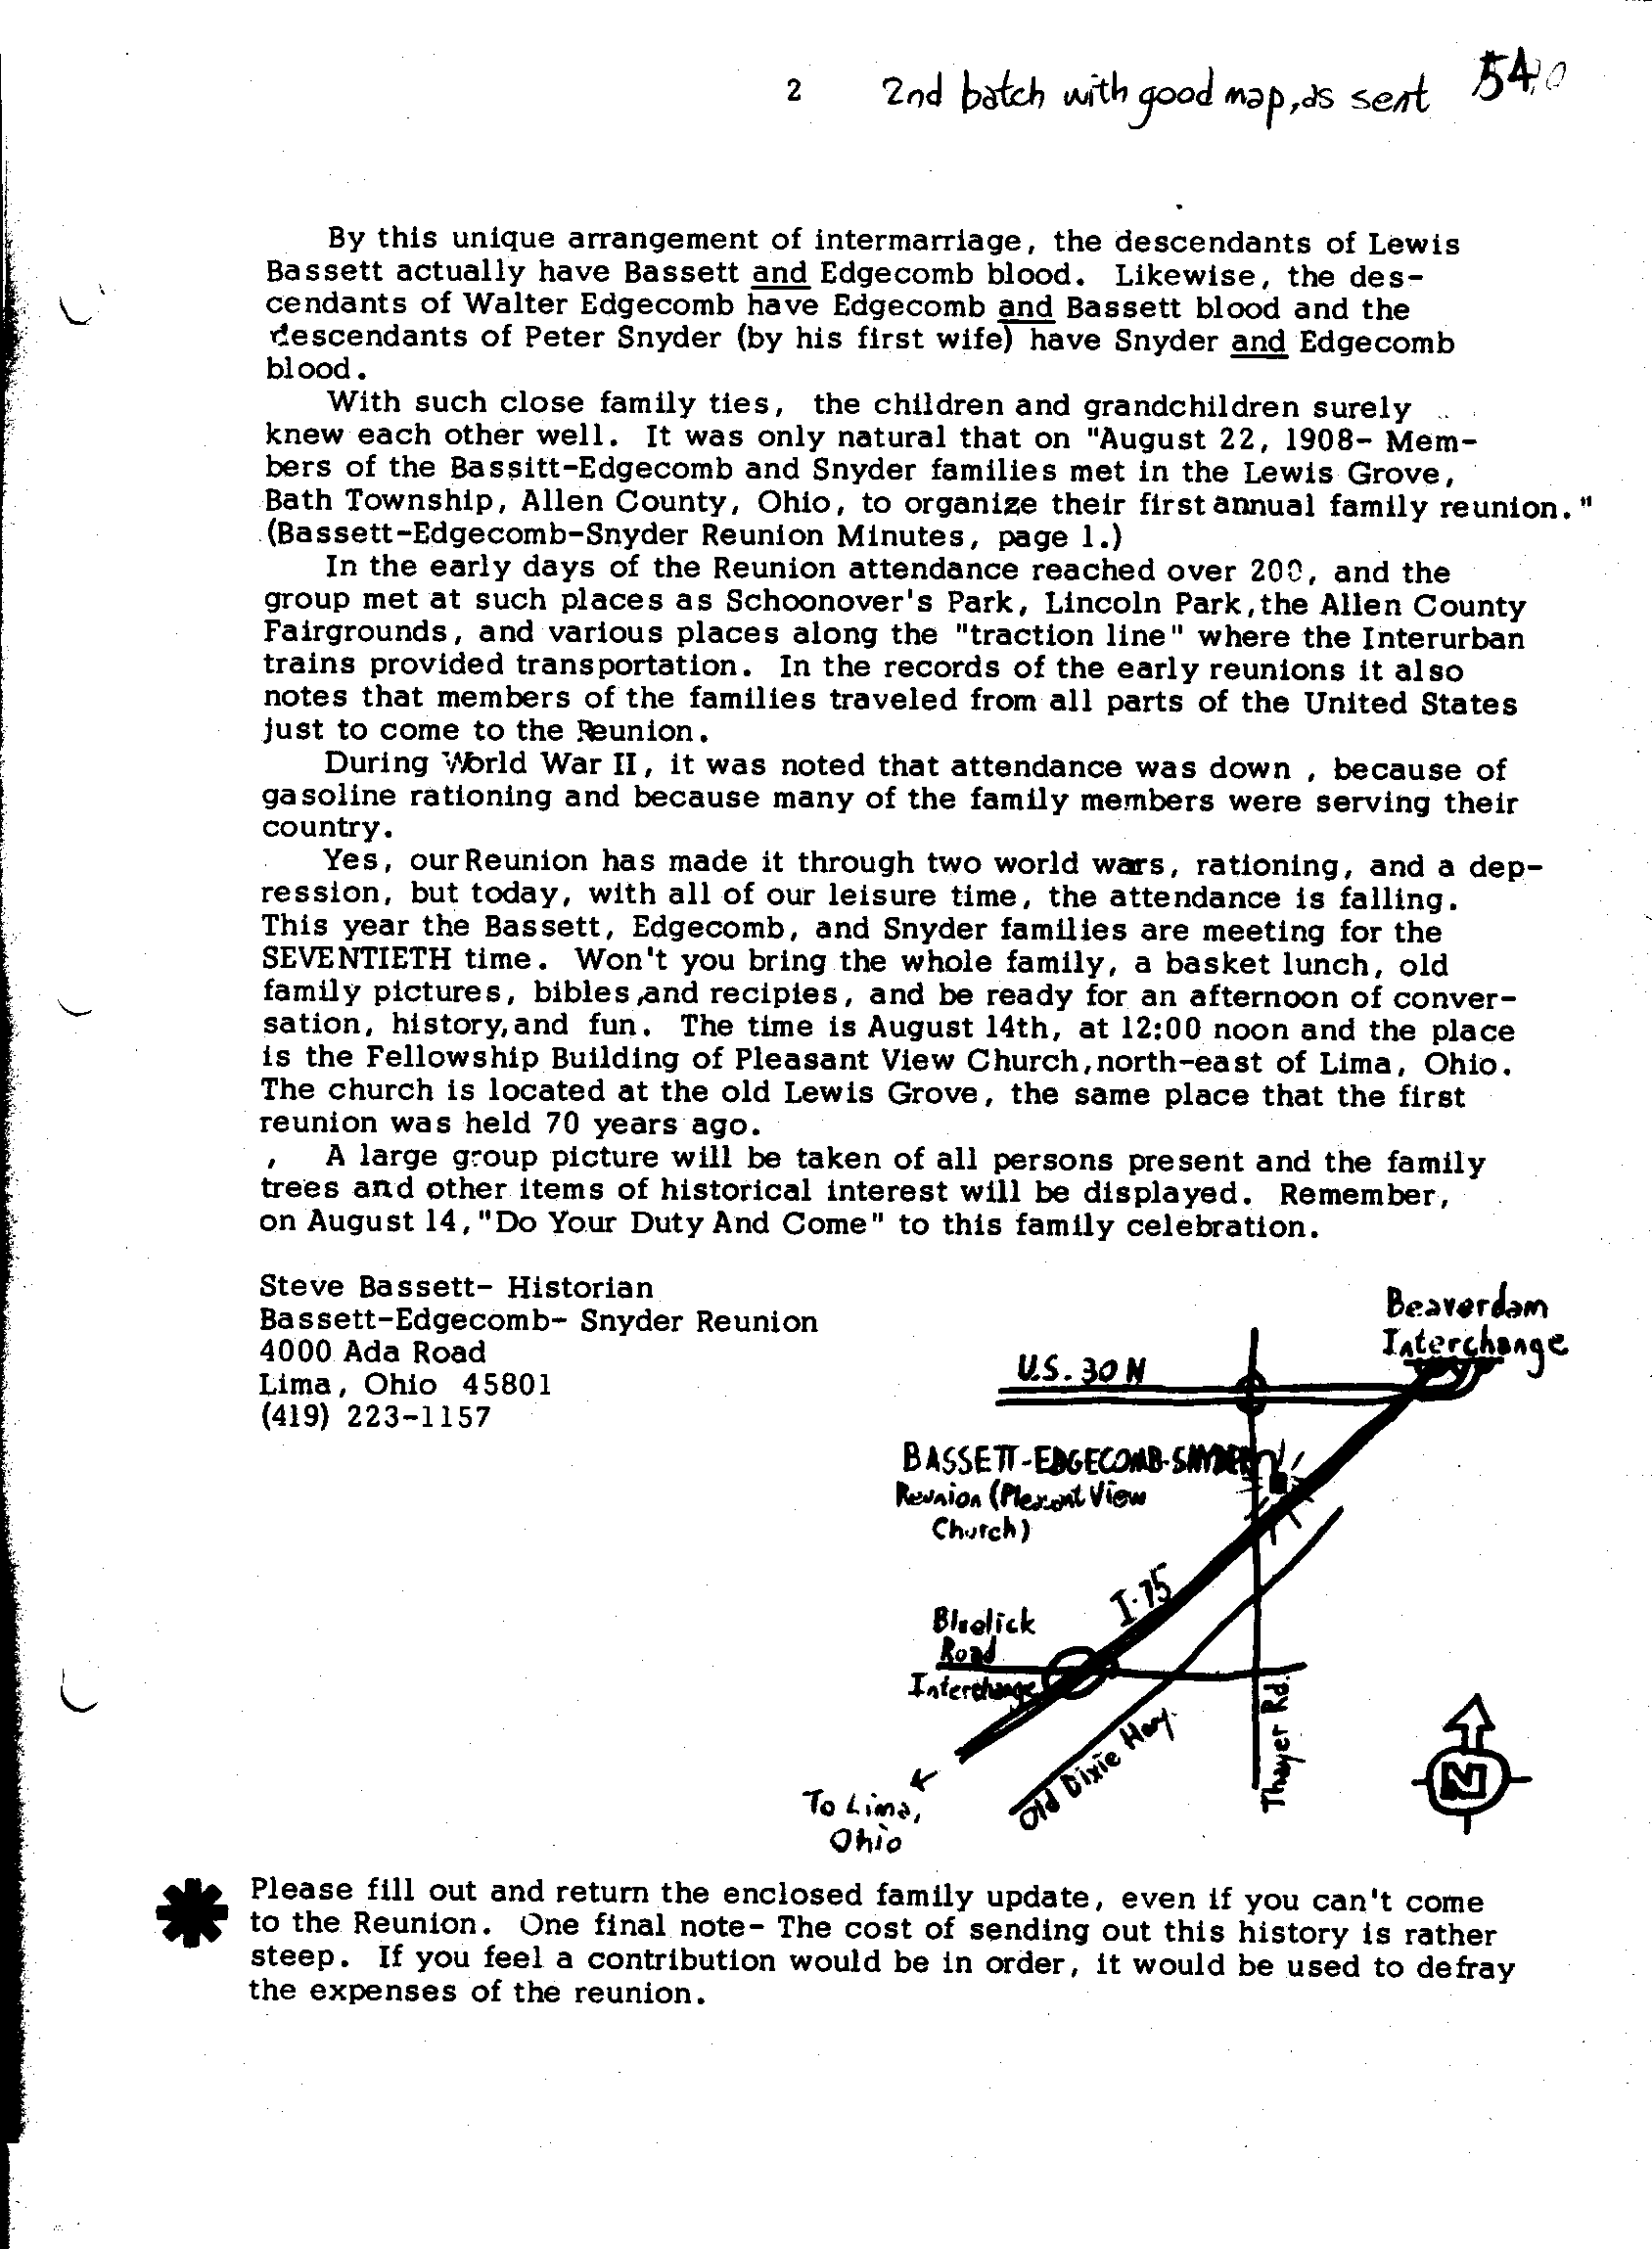 2 2nd batch with good map, as sent 54
By this unique arrangement of intermarriage, the descendants of Lewis
Bassett actually have Bassett and Edgecomb blood. Likewise, the des-
cendants of Walter Edgecomb have Edgecomb and Bassett blood and the
descendants of Peter Snyder (by his first wife) have Snyder and Edgecomb
blood.
With such close family ties, the children and grandchildren surely
knew each other well. It was only natural that on "August 22, 1908- Mem-
bers of the Bassitt-Edgecomb and Snyder families met in the Lewis Grove,
Bath Township, Allen County, Ohio, to organize their first annual family reunion."
(Bassett-Edgecomb-Snyder Reunion Minutes, page 1.)
In the early days of the Reunion attendance reached over 200, and the
group met at such places as Schoonover's Park, Lincoln Park, the Allen County
Fairgrounds, and various places along the "traction line" where the Interurban
trains provided transportation. In the records of the early reunions it also
notes that members of the families traveled from all parts of the United States
just to come to the Reunion.
During World War II, it was noted that attendance was down , because of
gasoline rationing and because many of the family members were serving their
country.
Yes, our Reunion has made it through two world wars, rationing, and a dep-
ression, but today, with all of our leisure time, the attendance is falling.
This year the Bassett, Edgecomb, and Snyder families are meeting for the
SEVENTIETH time. Won't you bring the whole family, a basket lunch, old
family pictures, bibles,and recipies, and be ready for an afternoon of conver-
sation, history,and fun. The time is August 14th, at 12:00 noon and the place
is the Fellowship Building of Pleasant View Church,north-east of Lima, Ohio.
The church is located at the old Lewis Grove, the same place that the first
reunion was held 70 years ago.
A large group picture will be taken of all persons present and the family
trees and other items of historical interest will be displayed. Remember,
on August 14,"Do Your Duty And Come" to this family celebration.
Steve Bassett- Historian
Bassett-Edgecomb- Snyder Reunion
4000 Ada Road
Lima, Ohio 45801
(419) 223-1157
Beaverdam
Interchange
U.S. 30 N
BASSETT-EDGECOMB-SNYDER
Reunion (Plesant View
Church)
I-75
Bluelick
Road
Interchange
Old Dixie Hwy.
Thayer Rd.
N
To Lima,
Ohio
Please fill out and return the enclosed family update, even if you can't come
to the Reunion. One final note- The cost of sending out this history is rather
steep. If you feel a contribution would be in order, it would be used to defray
the expenses of the reunion.